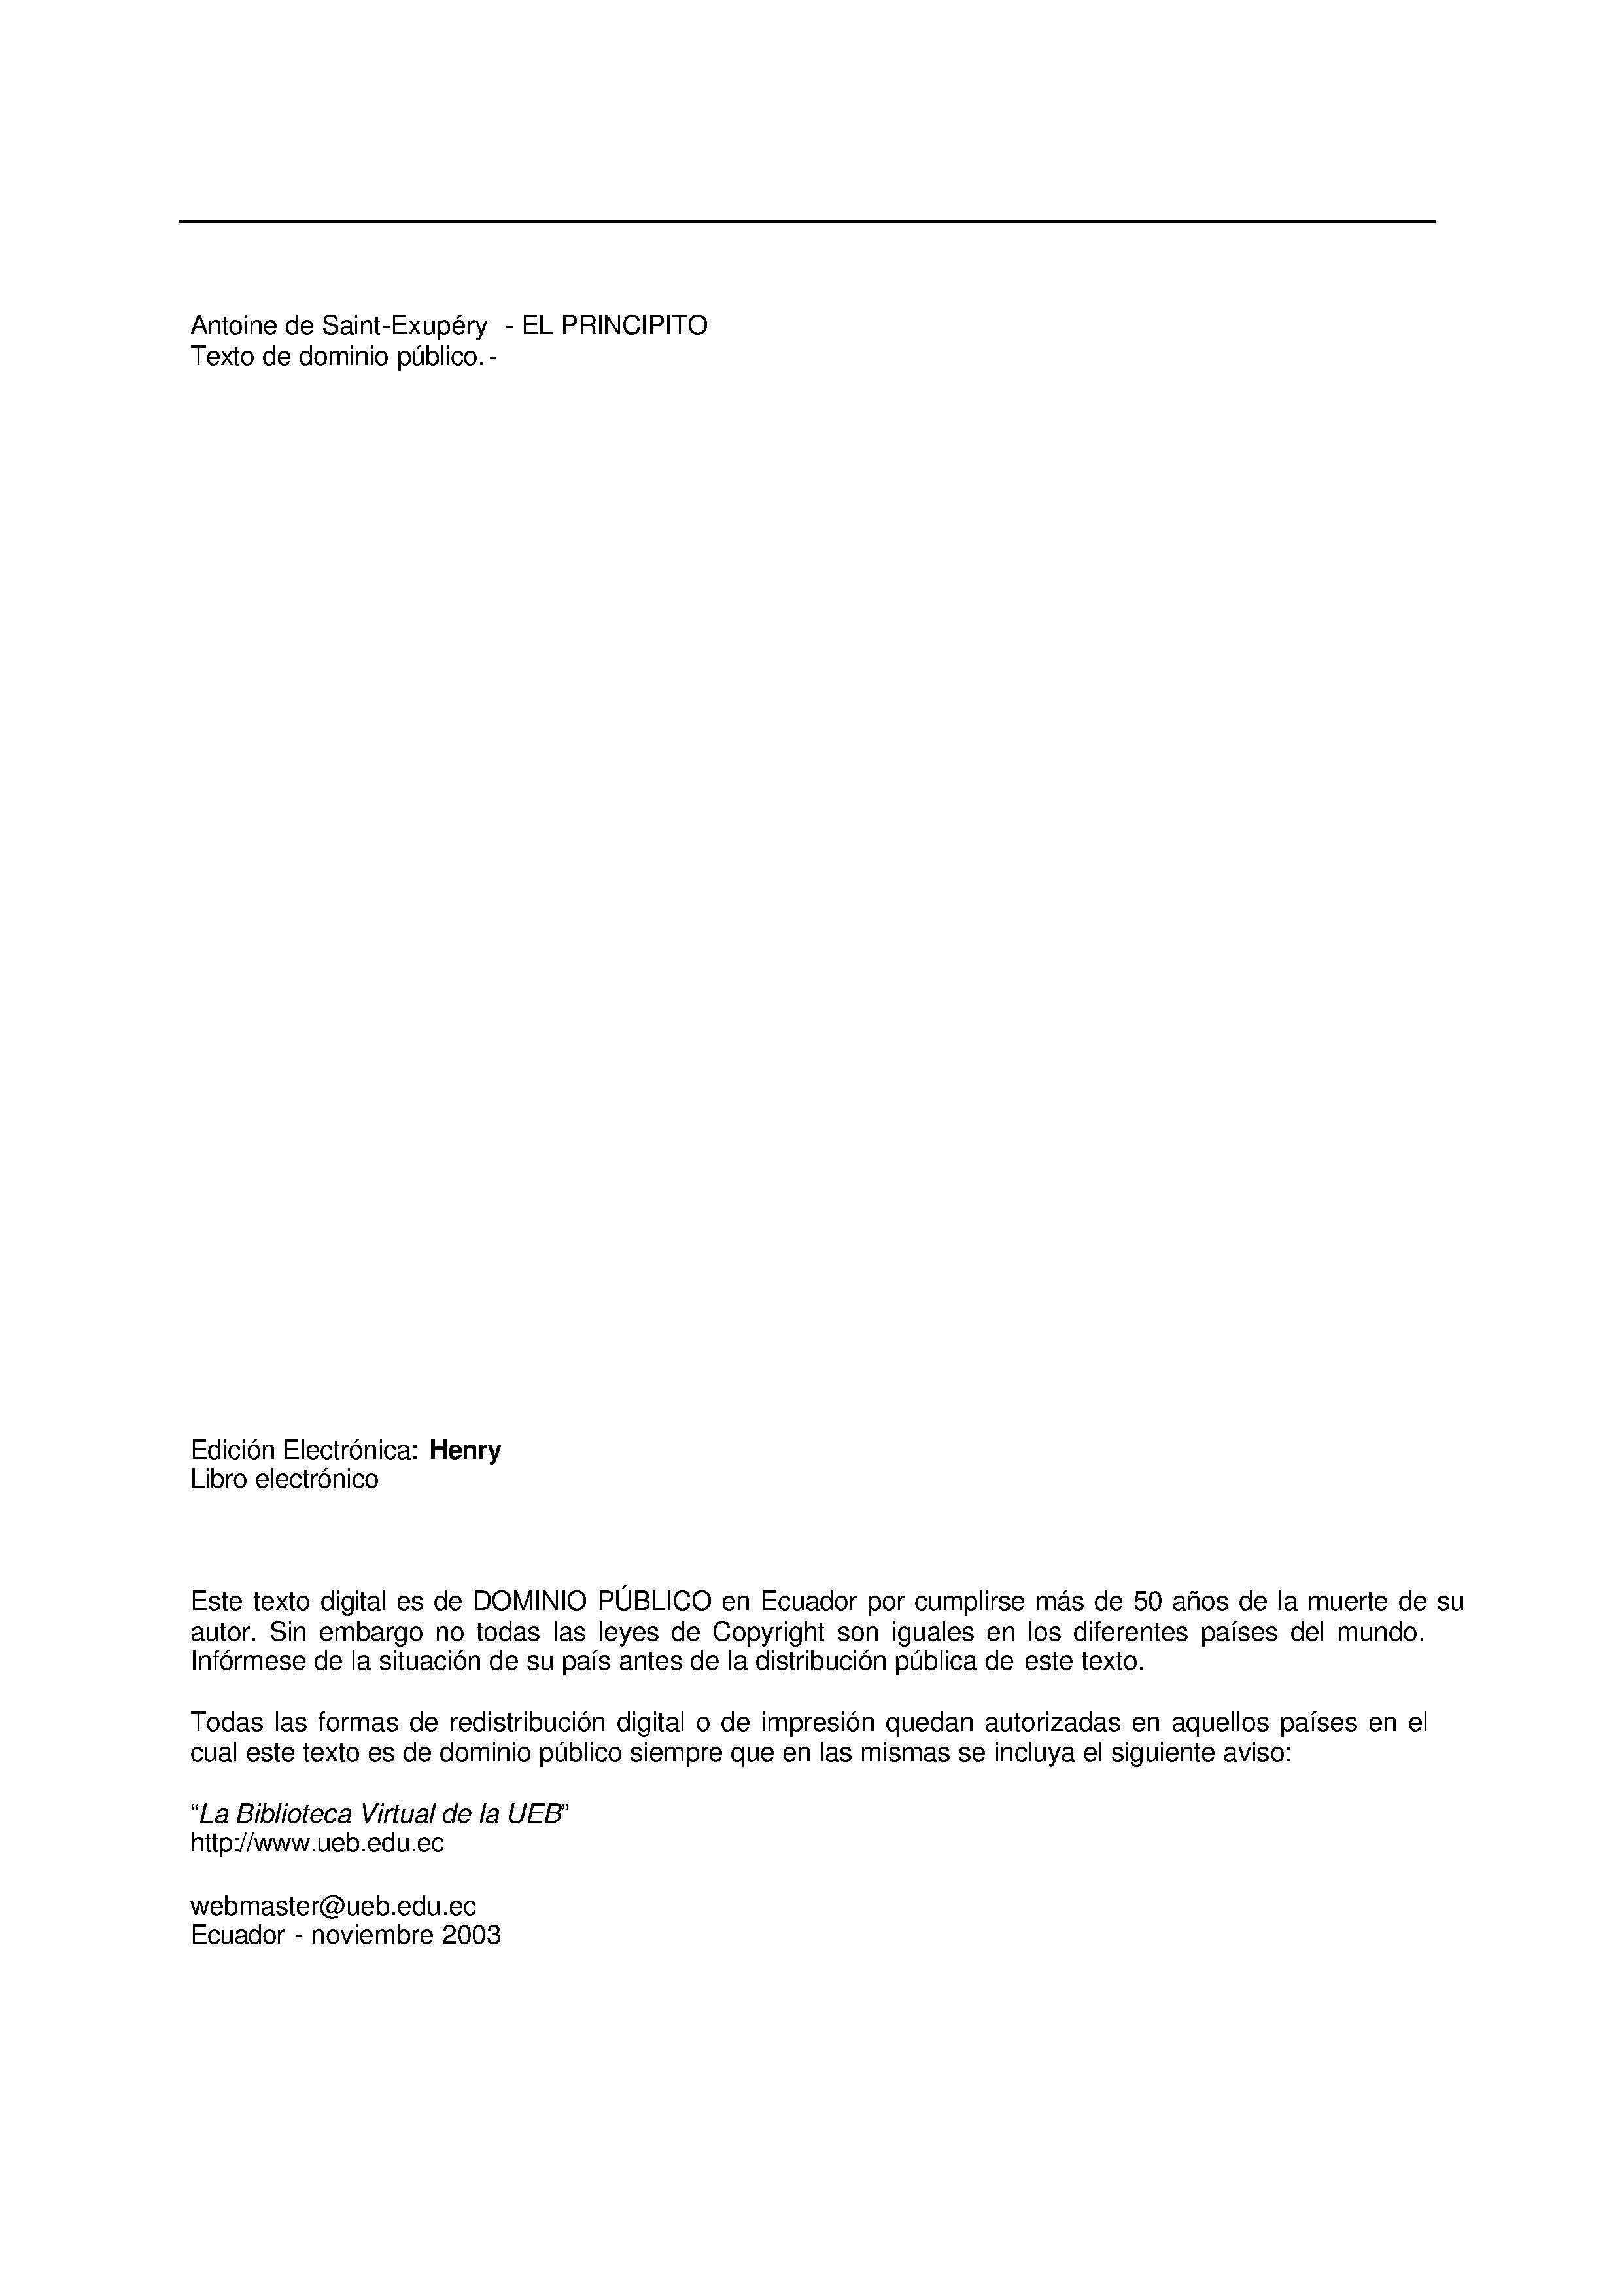 Antoine de Saint-Exupéry - EL PRINCIPITO
Texto de dominio público. -
Edición Electrónica: Henry
Libro electrónico
Este texto digital es de DOMINIO PÚBLICO en Ecuador por cumplirse más de 50 años de la muerte de su
autor. Sin embargo no todas las leyes de Copyright son iguales en los diferentes países del mundo.
Infórmese de la situación de su país antes de la distribución pública de este texto.
Todas las formas de redistribución digital o de impresión quedan autorizadas en aquellos países en el
cual este texto es de dominio público siempre que en las mismas se incluya el siguiente aviso:
“La Biblioteca Virtual de la UEB”
http://www.ueb.edu.ec
webmaster@ueb.edu.ec
Ecuador - noviembre 2003